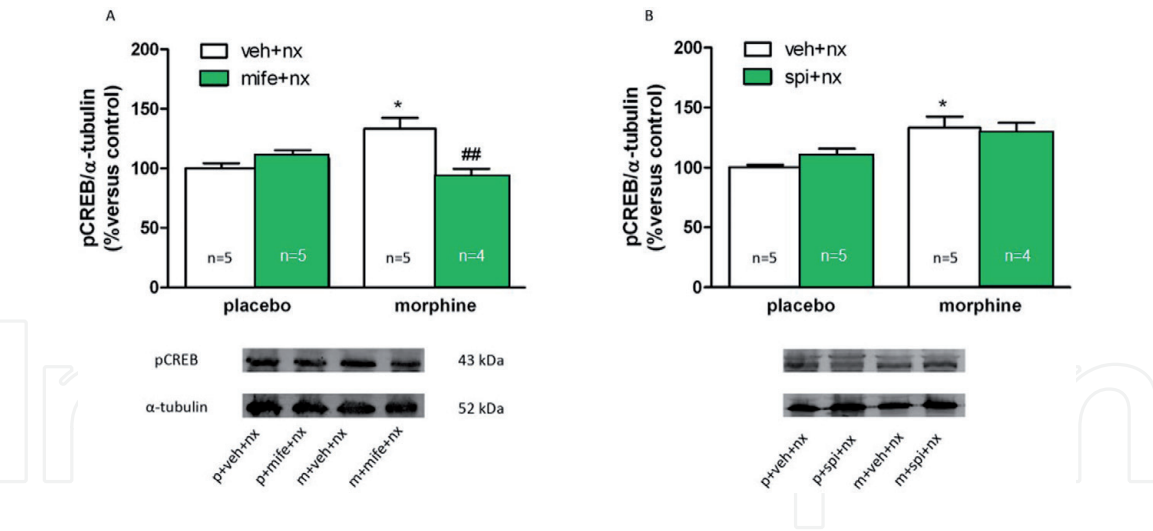 A
200
150
100
50
0
pCREB/α-tubulin
(%versus control)
veh+nx
mife+nx
*
##
n=5
n=5
n=5
n=4
placebo
morphine
pCREB
43 kDa
α-tubulin
52 kDa
p+veh+nx
p+mife+nx
m+veh+nx
m+mife+nx
B
200
150
100
50
0
pCREB/α-tubulin
(%versus control)
veh+nx
spi+nx
*
n=5
n=5
n=5
n=4
placebo
morphine
p+veh+nx
p+spi+nx
m+veh+nx
m+spi+nx